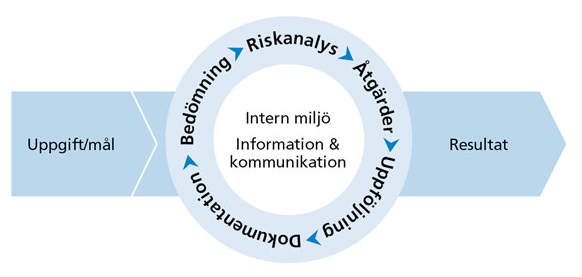 Uppgift/mål
Bedömning
Riskanalys
Åtgärder
Uppföljning
Dokumentation
Intern miljö
Information &
kommunikation
Resultat